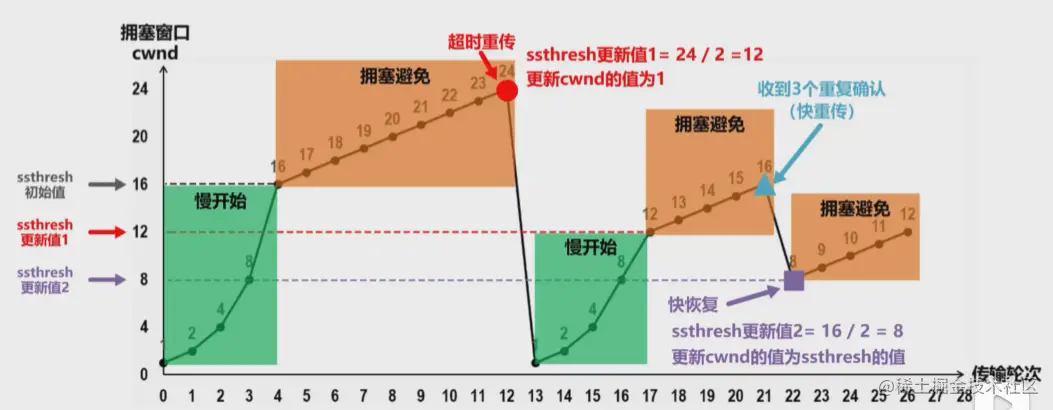 拥塞窗口
cwnd
24
20
16
12
8
4
0
ssthresh
初始值
ssthresh
更新值1
ssthresh
更新值2
慢开始
2
4
8
拥塞避免
16
17
18
19
20
21
22
23
24
超时重传
ssthresh更新值1= 24 / 2 =12
更新cwnd的值为1
慢开始
1
2
4
8
拥塞避免
12
13
14
15
16
收到3个重复确认
（快重传）
拥塞避免
8
9
10
11
12
快恢复
ssthresh更新值2= 16 / 2 = 8
更新cwnd的值为ssthresh的值
传输轮次
0 1 2 3 4 5 6 7 8 9 10 11 12 13 14 15 16 17 18 19 20 21 22 23 24 25 26 27 28
@稀土掘金技术社区